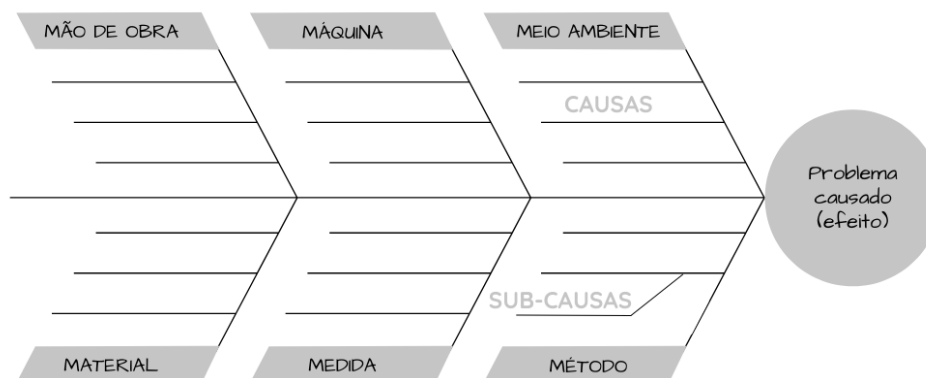 MÃO DE OBRA
MÁQUINA
MEIO AMBIENTE
CAUSAS
Problema
causado
(efeito)
SUB-CAUSAS
MATERIAL
MEDIDA
MÉTODO